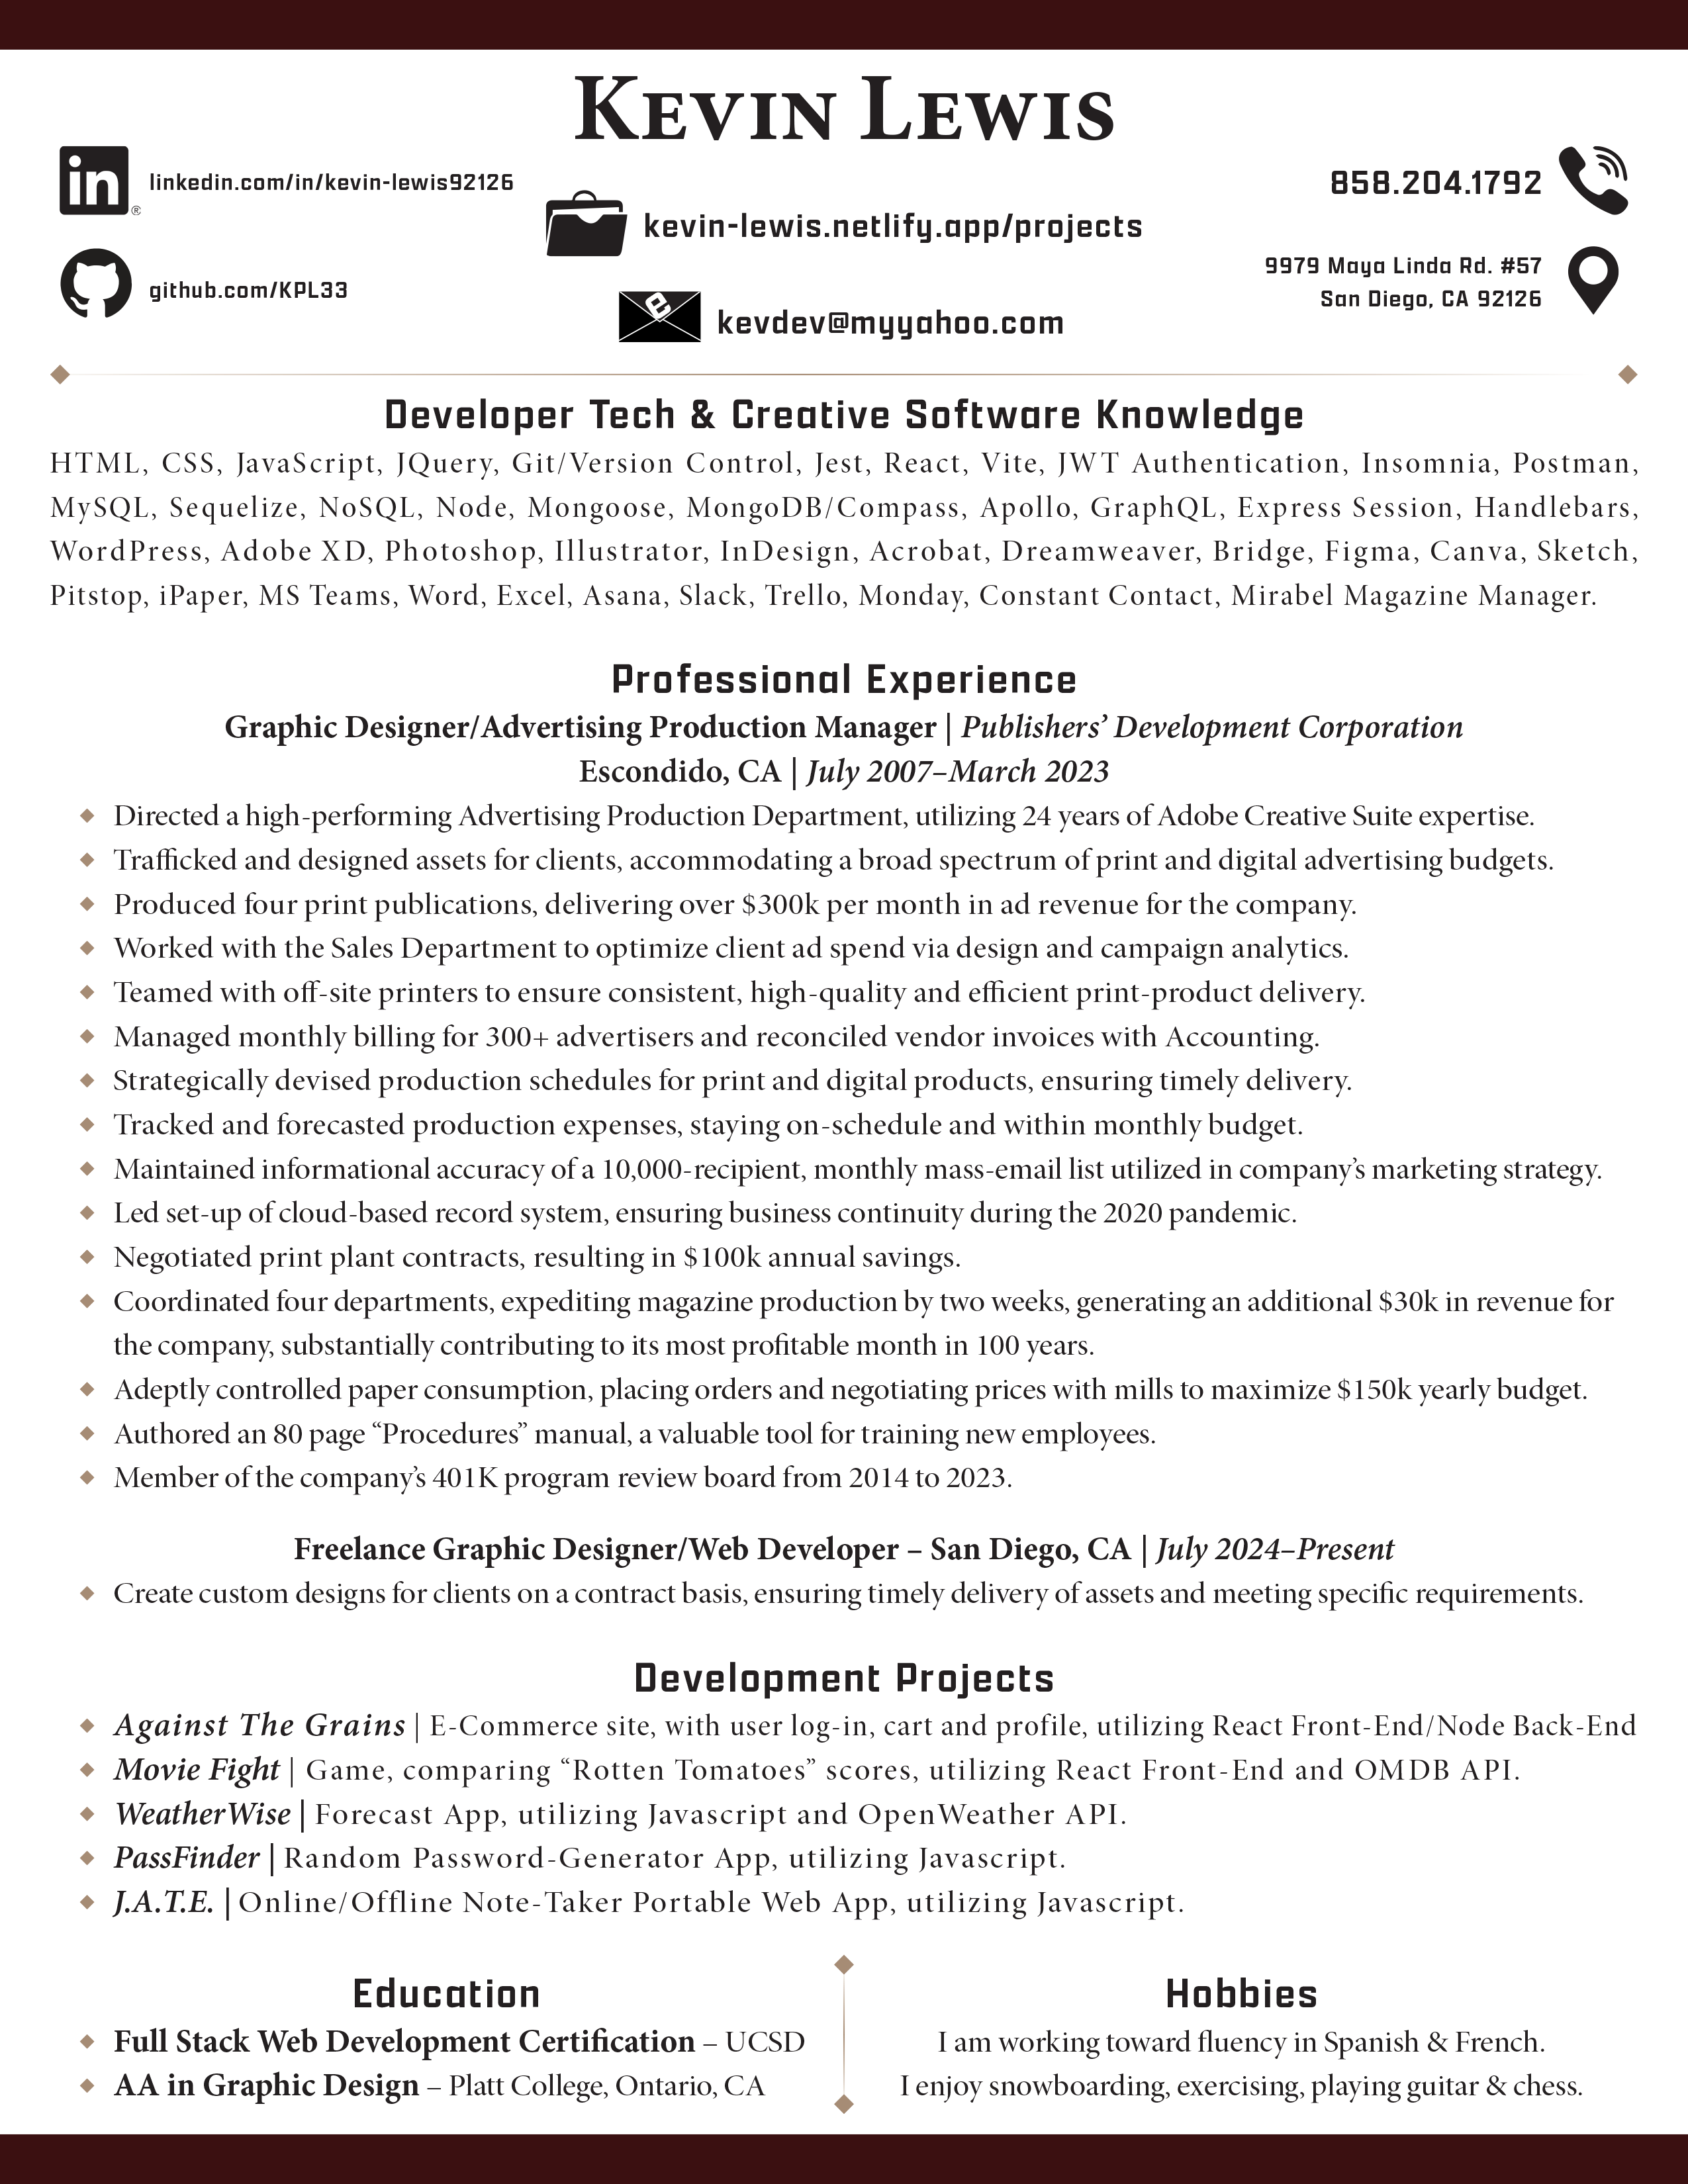 Kevin Lewis
in®
linkedin.com/in/kevin-lewis92126
858.204.1792
kevin-lewis.netlify.app/projects
github.com/KPL33
9979 Maya Linda Rd. #57
San Diego, CA 92126
e
kevdev@myyahoo.com
Developer Tech & Creative Software Knowledge
HTML, CSS, JavaScript, JQuery, Git/Version Control, Jest, React, Vite, JWT Authentication, Insomnia, Postman,
MySQL, Sequelize, NoSQL, Node, Mongoose, MongoDB/Compass, Apollo, GraphQL, Express Session, Handlebars,
WordPress, Adobe XD, Photoshop, Illustrator, InDesign, Acrobat, Dreamweaver, Bridge, Figma, Canva, Sketch,
Pitstop, iPaper, MS Teams, Word, Excel, Asana, Slack, Trello, Monday, Constant Contact, Mirabel Magazine Manager.
Professional Experience
Graphic Designer/Advertising Production Manager | Publishers’ Development Corporation
Escondido, CA | July 2007–March 2023
Directed a high-performing Advertising Production Department, utilizing 24 years of Adobe Creative Suite expertise.
Trafficked and designed assets for clients, accommodating a broad spectrum of print and digital advertising budgets.
Produced four print publications, delivering over $300k per month in ad revenue for the company.
Worked with the Sales Department to optimize client ad spend via design and campaign analytics.
Teamed with off-site printers to ensure consistent, high-quality and efficient print-product delivery.
Managed monthly billing for 300+ advertisers and reconciled vendor invoices with Accounting.
Strategically devised production schedules for print and digital products, ensuring timely delivery.
Tracked and forecasted production expenses, staying on-schedule and within monthly budget.
Maintained informational accuracy of a 10,000-recipient, monthly mass-email list utilized in company’s marketing strategy.
Led set-up of cloud-based record system, ensuring business continuity during the 2020 pandemic.
Negotiated print plant contracts, resulting in $100k annual savings.
Coordinated four departments, expediting magazine production by two weeks, generating an additional $30k in revenue for
the company, substantially contributing to its most profitable month in 100 years.
Adeptly controlled paper consumption, placing orders and negotiating prices with mills to maximize $150k yearly budget.
Authored an 80 page “Procedures” manual, a valuable tool for training new employees.
Member of the company’s 401K program review board from 2014 to 2023.
Freelance Graphic Designer/Web Developer – San Diego, CA | July 2024–Present
Create custom designs for clients on a contract basis, ensuring timely delivery of assets and meeting specific requirements.
Development Projects
Against The Grains | E-Commerce site, with user log-in, cart and profile, utilizing React Front-End/Node Back-End
Movie Fight | Game, comparing “Rotten Tomatoes” scores, utilizing React Front-End and OMDB API.
WeatherWise | Forecast App, utilizing Javascript and OpenWeather API.
PassFinder | Random Password-Generator App, utilizing Javascript.
J.A.T.E. | Online/Offline Note-Taker Portable Web App, utilizing Javascript.
Education
Full Stack Web Development Certification – UCSD
AA in Graphic Design – Platt College, Ontario, CA
Hobbies
I am working toward fluency in Spanish & French.
I enjoy snowboarding, exercising, playing guitar & chess.